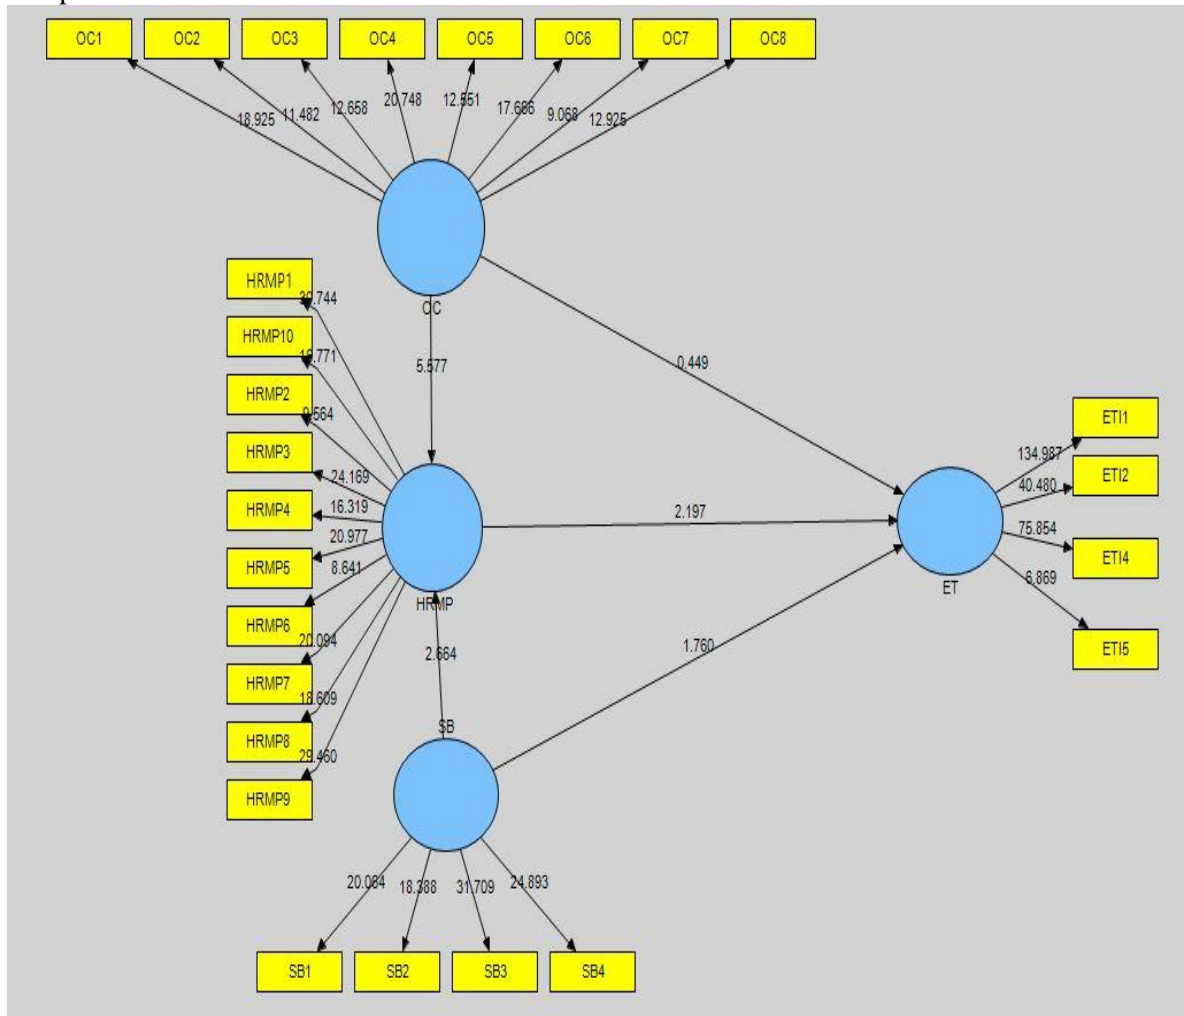 OC1 OC2 OC3 OC4 OC5 OC6 OC7 OC8
18.925 11.482 12.658 20.748 12.551 17.666 9.068 12.925
OC
5.577
0.449
HRMP1
HRMP10
HRMP2
HRMP3
HRMP4
HRMP5
HRMP6
HRMP7
HRMP8
HRMP9
9.564
24.169
16.319
20.977
8.641
20.094
18.609
29.460
HRMP
2.197
2.664
1.760
ETI1
ETI2
ETI4
ETI5
134.987
40.480
75.854
6.869
ET
SB
20.064 18.388 31.709 24.893
SB1 SB2 SB3 SB4